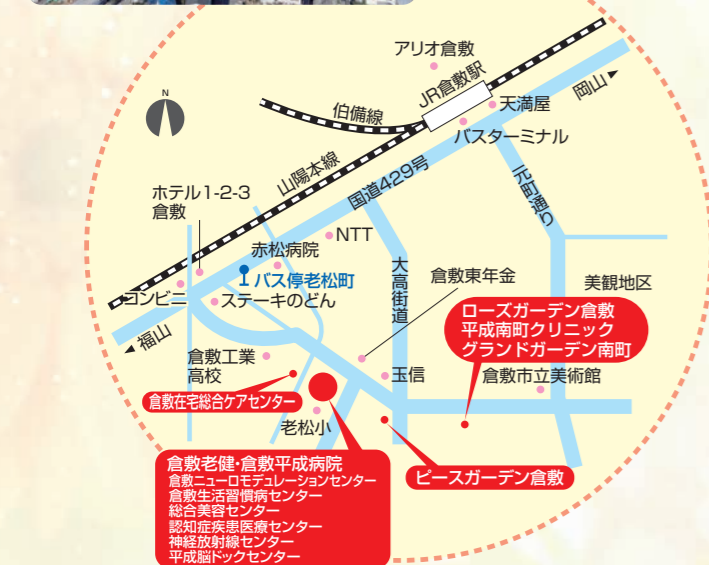 アリオ倉敷
JR倉敷駅
岡山
天満屋
伯備線
バスターミナル
N
山陽本線
国道429号
元町通り
ホテル1-2-3
倉敷
NTT
赤松病院
大高街道
倉敷東年金
美観地区
バス停老松町
コンビニ
ステーキのどん
福山
ローズガーデン倉敷
平成南町クリニック
グランドガーデン南町
倉敷工業
高校
玉信
倉敷市立美術館
倉敷在宅総合ケアセンター
老松小
倉敷老健・倉敷平成病院
倉敷ニューロモデュレーションセンター
倉敷生活習慣病センター
総合美容センター
認知症疾患医療センター
神経放射線センター
平成脳ドックセンター
ピースガーデン倉敷